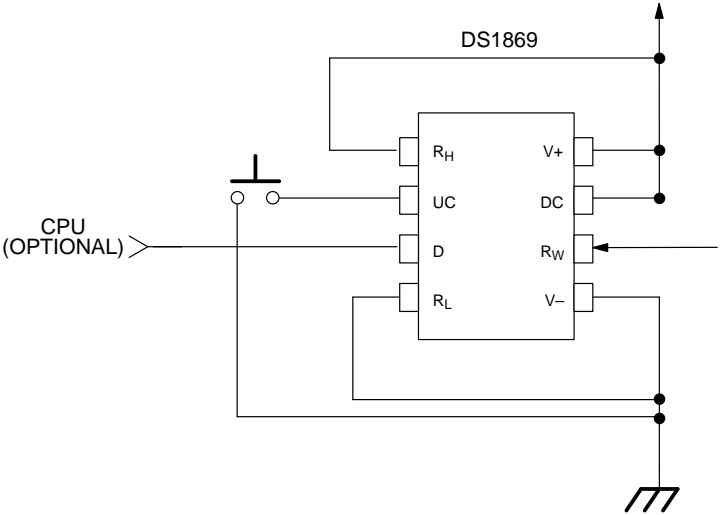 DS1869
RH
V+
UC
DC
CPU
(OPTIONAL)
D
RW
RL
V–